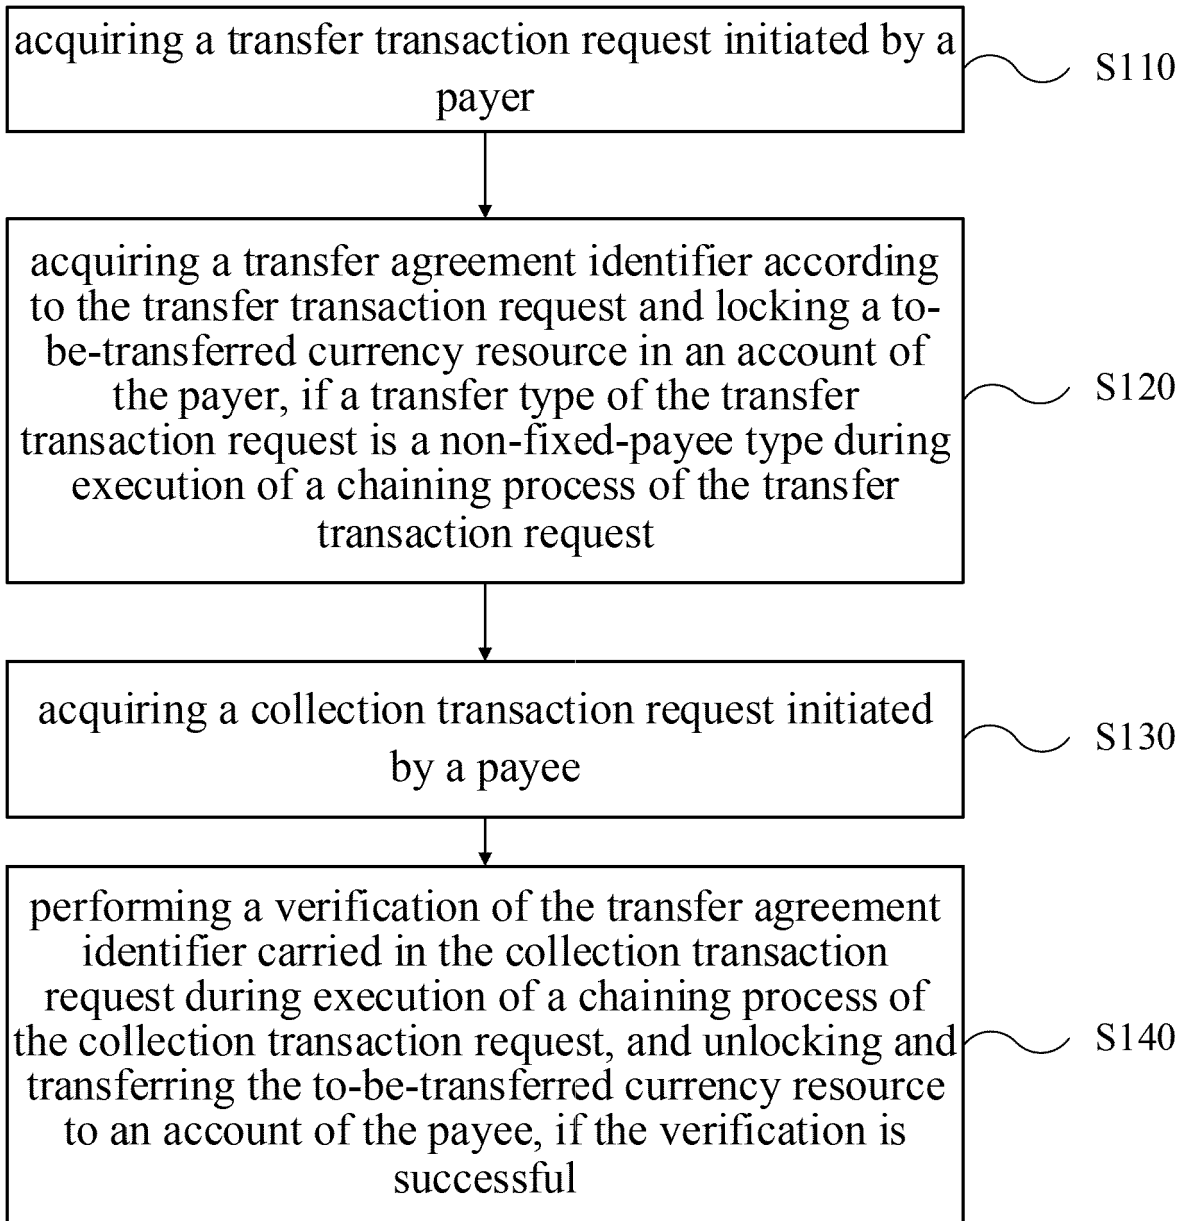 acquiring a transfer transaction request initiated by a
payer
S110
acquiring a transfer agreement identifier according
to the transfer transaction request and locking a to-
be-transferred currency resource in an account of
the payer, if a transfer type of the transfer
transaction request is a non-fixed-payee type during
execution of a chaining process of the transfer
transaction request
S120
acquiring a collection transaction request initiated
by a payee
S130
performing a verification of the transfer agreement
identifier carried in the collection transaction
request during execution of a chaining process of
the collection transaction request, and unlocking and
transferring the to-be-transferred currency resource
to an account of the payee, if the verification is
successful
S140